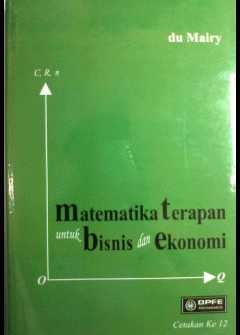 du Mairy
C, R, π
matematika terapan
untuk bisnis dan ekonomi
O
Q
BPFE
Cetakan Ke 12